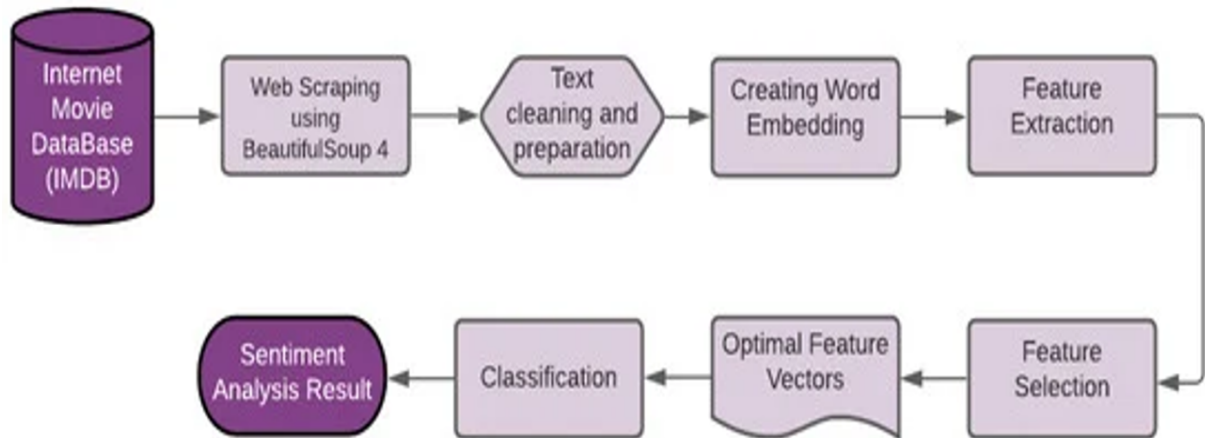 Internet
Movie
DataBase
(IMDB)
Web Scraping
using
BeautifulSoup 4
Text
cleaning and
preparation
Creating Word
Embedding
Feature
Extraction
Feature
Selection
Optimal Feature
Vectors
Classification
Sentiment
Analysis Result